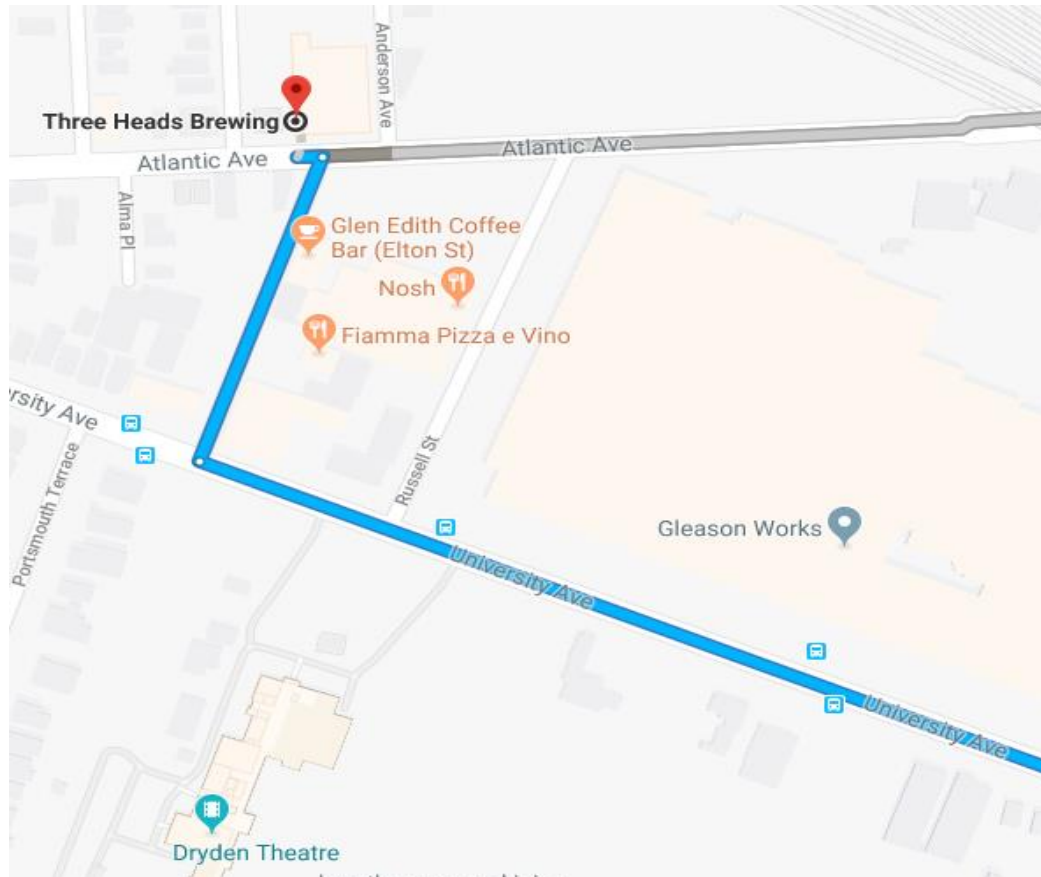 Anderson Ave
Three Heads Brewing
Atlantic Ave
Atlantic Ave
Alma Pl
Glen Edith Coffee
Bar (Elton St)
Nosh
Fiamma Pizza e Vino
ersity Ave
Russell St
Portsmouth Terrace
Gleason Works
University Ave
University Ave
Dryden Theatre